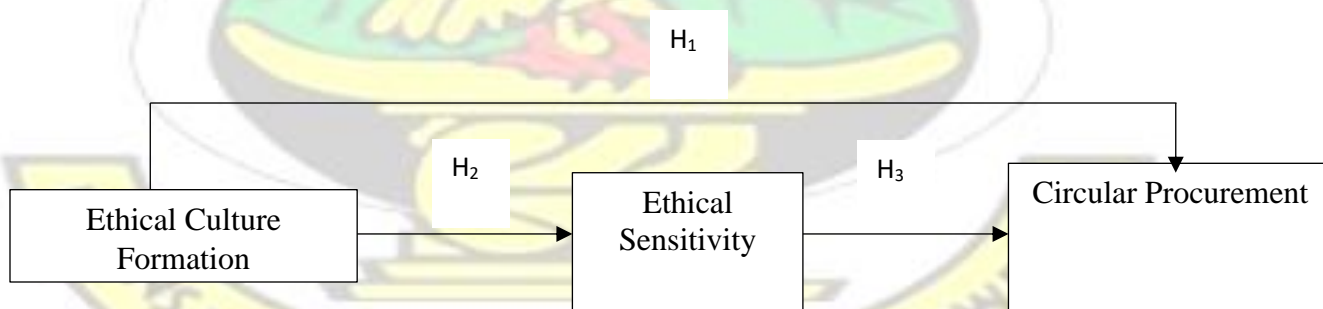 H₁
H₂
H₃
Ethical Culture
Formation
Ethical
Sensitivity
Circular Procurement